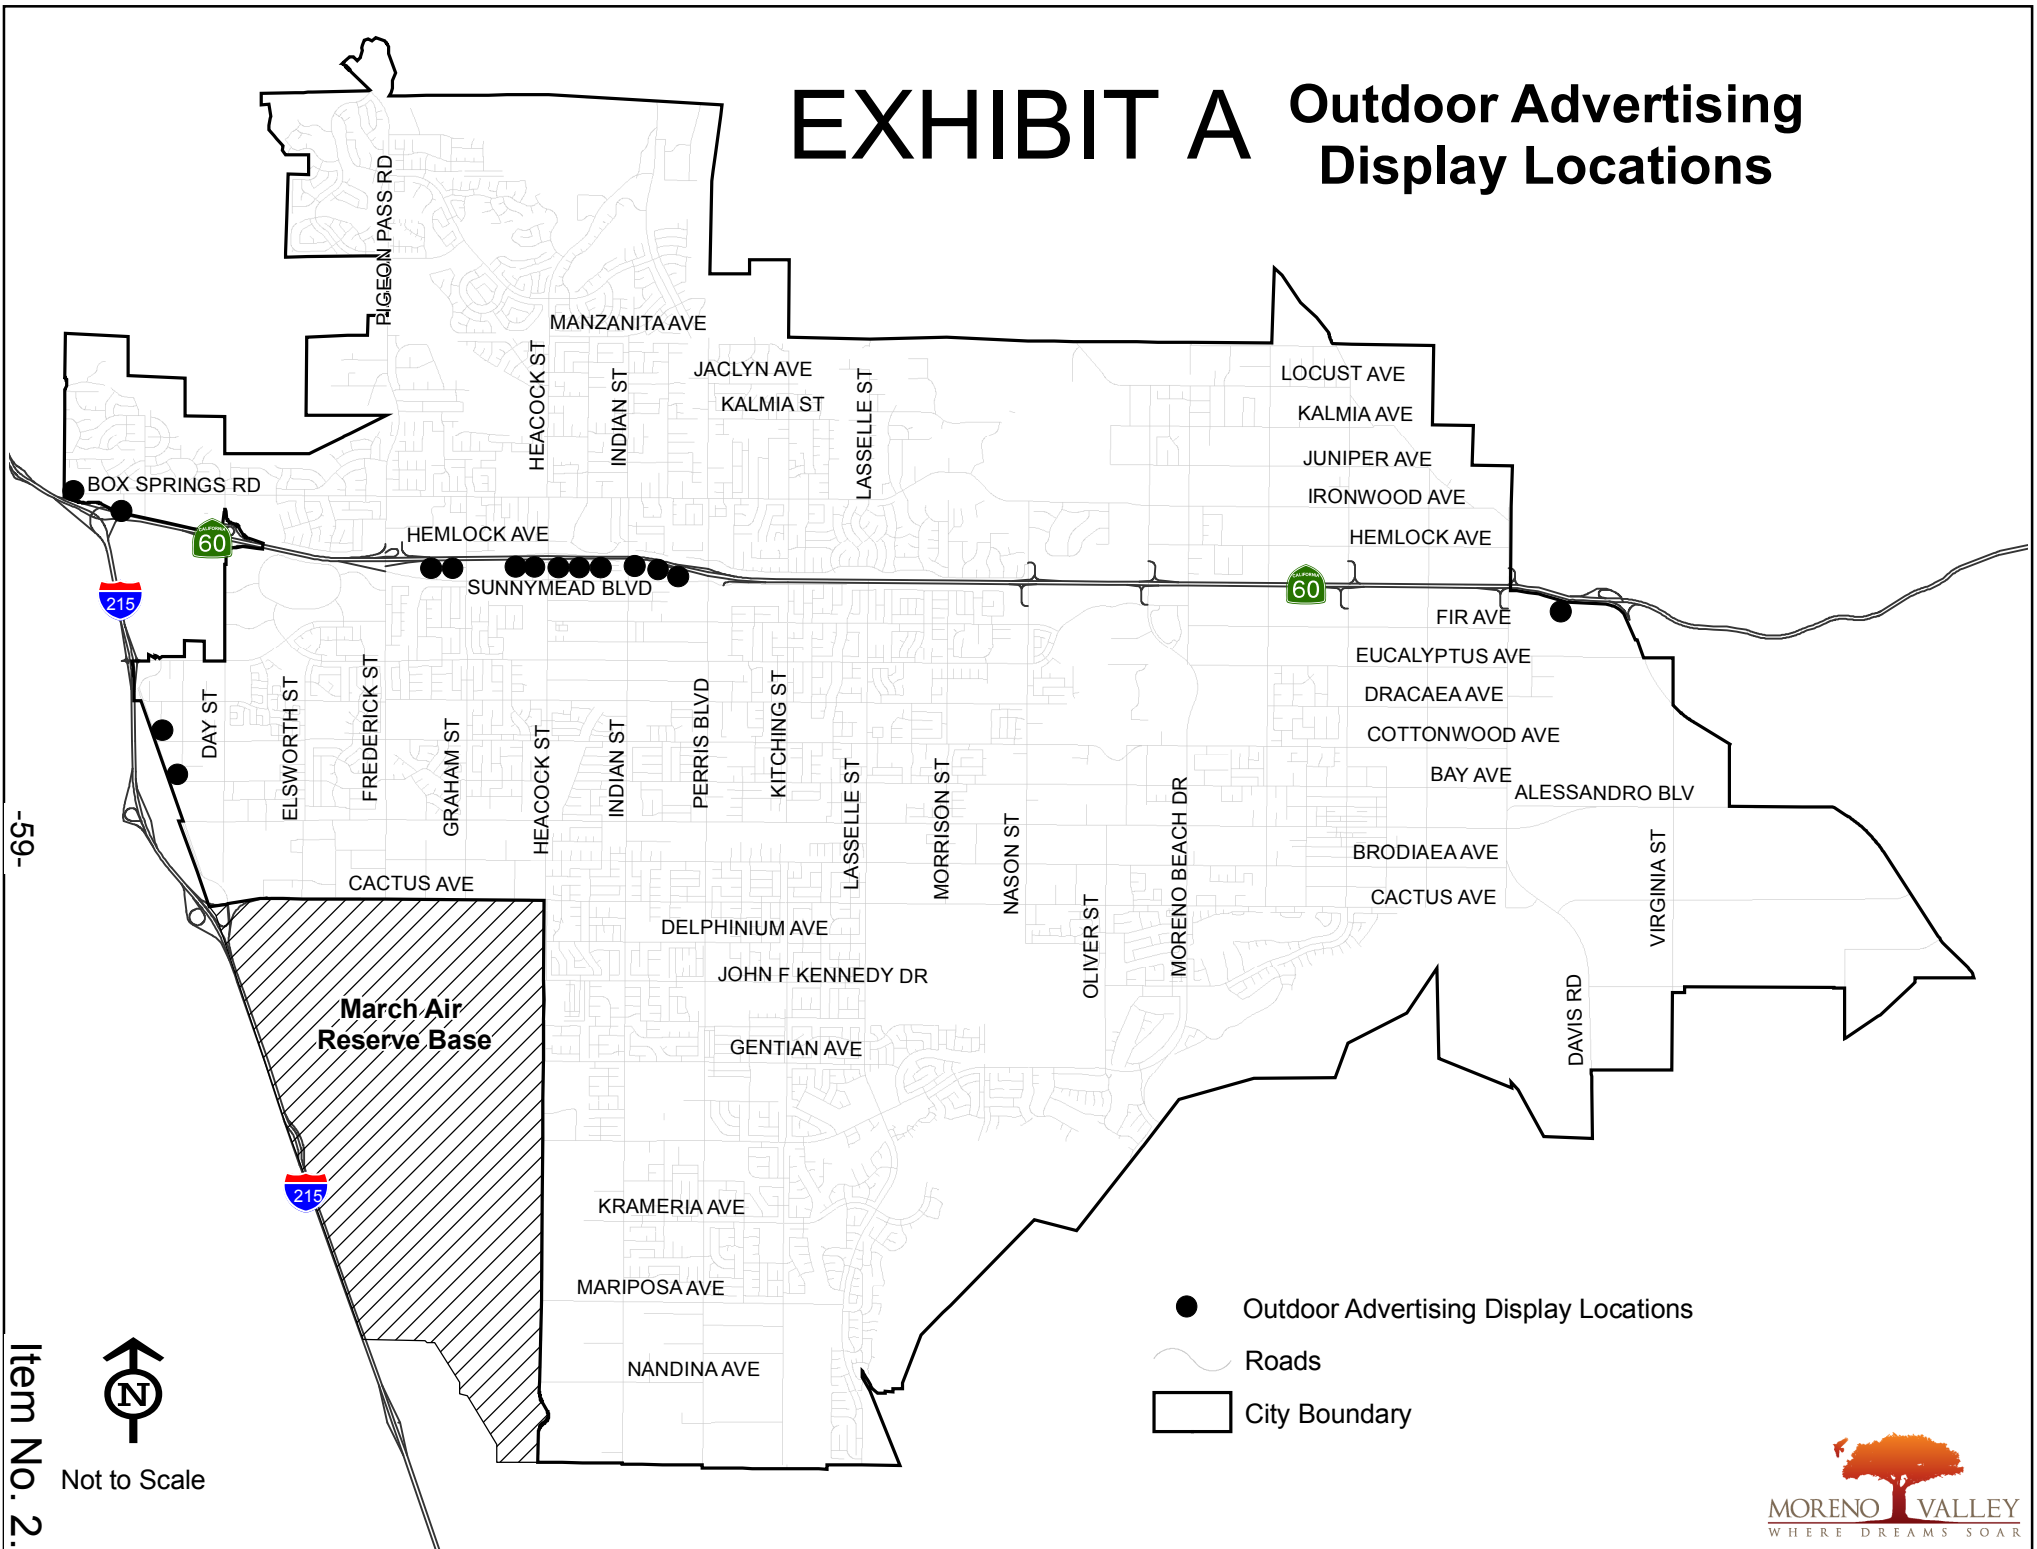 EXHIBIT A
Outdoor Advertising
Display Locations
PIGEON PASS RD
MANZANITA AVE
HEACOCK ST
INDIAN ST
JACLYN AVE
KALMIA ST
LASSELLE ST
LOCUST AVE
KALMIA AVE
JUNIPER AVE
IRONWOOD AVE
HEMLOCK AVE
BOX SPRINGS RD
CALIFORNIA
60
HEMLOCK AVE
SUNNYMEAD BLVD
215
CALIFORNIA
60
FIR AVE
EUCALYPTUS AVE
DRACAEA AVE
COTTONWOOD AVE
BAY AVE
ALESSANDRO BLV
BRODIAEA AVE
CACTUS AVE
DAY ST
ELSWORTH ST
FREDERICK ST
GRAHAM ST
HEACOCK ST
INDIAN ST
PERRIS BLVD
KITCHING ST
LASSELLE ST
MORRISON ST
NASON ST
OLIVER ST
MORENO BEACH DR
VIRGINIA ST
DAVIS RD
CACTUS AVE
DELPHINIUM AVE
JOHN F KENNEDY DR
GENTIAN AVE
March Air
Reserve Base
215
KRAMERIA AVE
MARIPOSA AVE
NANDINA AVE
Outdoor Advertising Display Locations
Roads
City Boundary
N
Not to Scale
-59-
Item No. 2.
MORENO VALLEY
WHERE DREAMS SOAR